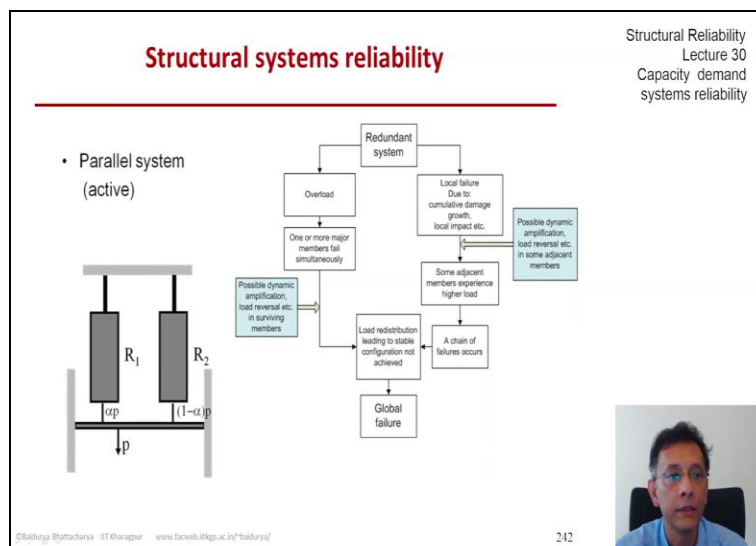 Structural systems reliability
Structural Reliability
Lecture 30
Capacity demand
systems reliability
• Parallel system
(active)
R1
R2
αp
(1-α)p
p
Redundant
system
Overload
One or more major
members fail
simultaneously
Possible dynamic
amplification,
load reversal etc.
in surviving
members
Local failure
Due to:
cumulative damage
growth,
local impact etc.
Possible dynamic
amplification,
load reversal etc.
in some adjacent
members
Some adjacent
members experience
higher load
A chain of
failures occurs
Load redistribution
leading to stable
configuration not
achieved
Global
failure
©Baidurya Bhattacharya IIT Kharagpur www.facweb.iitkgp.ac.in/~baidurya/
242